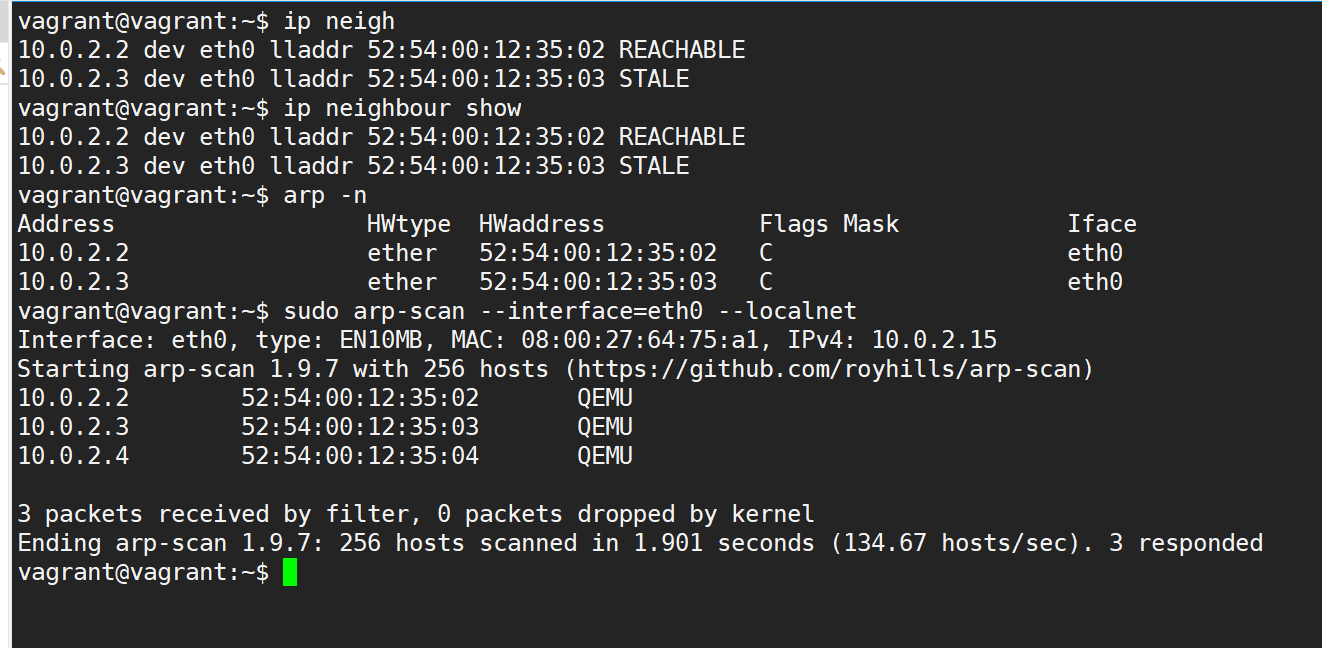 vagrant@vagrant:~$ ip neigh
10.0.2.2 dev eth0 lladdr 52:54:00:12:35:02 REACHABLE
10.0.2.3 dev eth0 lladdr 52:54:00:12:35:03 STALE
vagrant@vagrant:~$ ip neighbour show
10.0.2.2 dev eth0 lladdr 52:54:00:12:35:02 REACHABLE
10.0.2.3 dev eth0 lladdr 52:54:00:12:35:03 STALE
vagrant@vagrant:~$ arp -n
Address                  HWtype  HWaddress           Flags Mask            Iface
10.0.2.2                 ether   52:54:00:12:35:02   C                     eth0
10.0.2.3                 ether   52:54:00:12:35:03   C                     eth0
vagrant@vagrant:~$ sudo arp-scan --interface=eth0 --localnet
Interface: eth0, type: EN10MB, MAC: 08:00:27:64:75:a1, IPv4: 10.0.2.15
Starting arp-scan 1.9.7 with 256 hosts (https://github.com/royhills/arp-scan)
10.0.2.2        52:54:00:12:35:02       QEMU
10.0.2.3        52:54:00:12:35:03       QEMU
10.0.2.4        52:54:00:12:35:04       QEMU

3 packets received by filter, 0 packets dropped by kernel
Ending arp-scan 1.9.7: 256 hosts scanned in 1.901 seconds (134.67 hosts/sec). 3 responded
vagrant@vagrant:~$